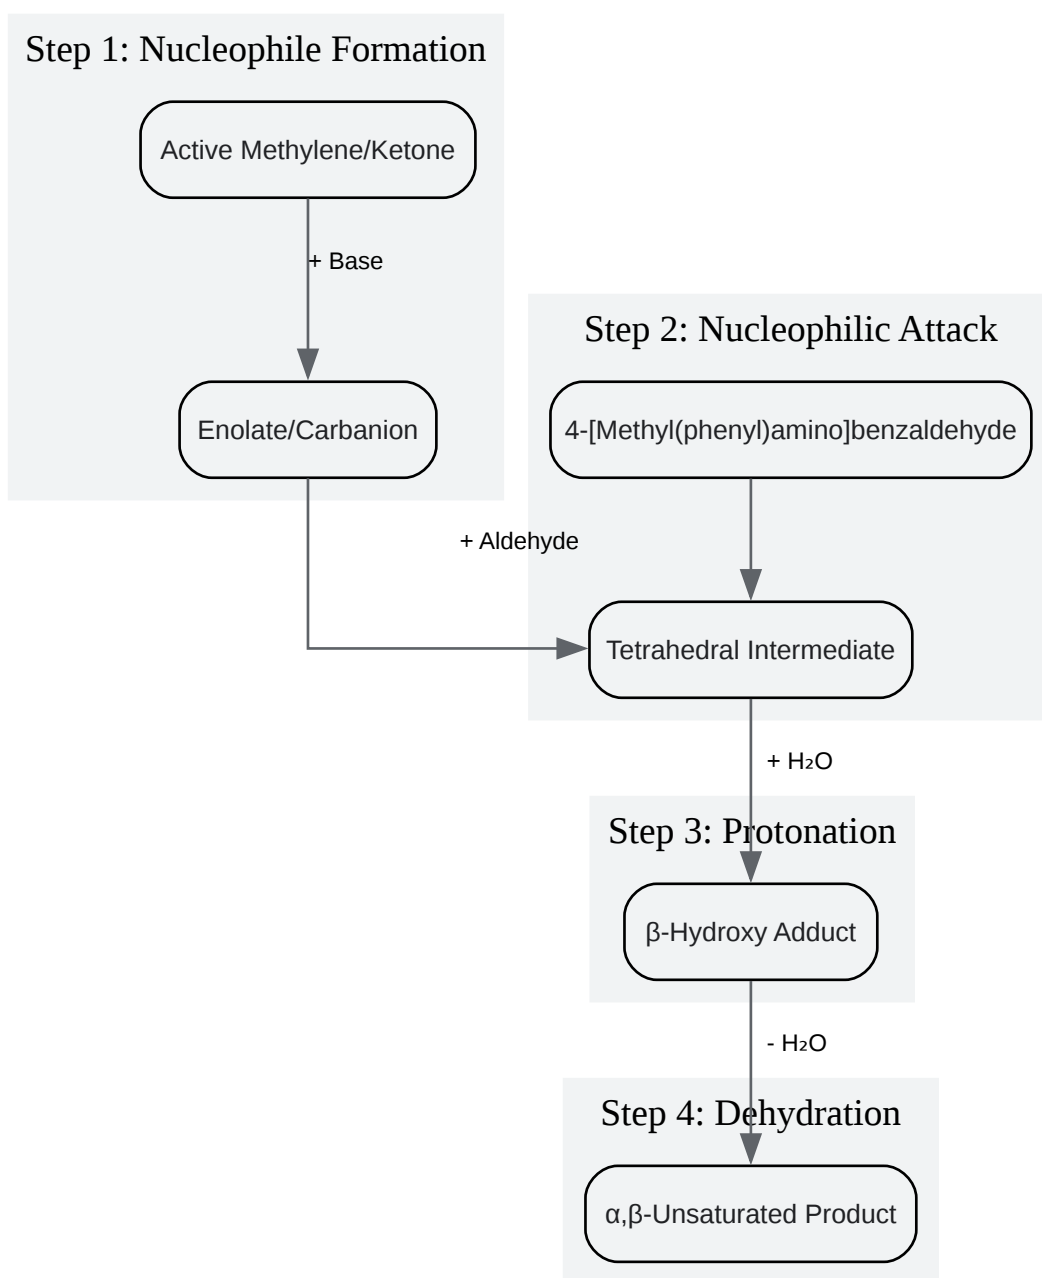 Step 1: Nucleophile Formation
Active Methylene/Ketone
+ Base
Enolate/Carbanion
Step 2: Nucleophilic Attack
4-[Methyl(phenyl)amino]benzaldehyde
+ Aldehyde
Tetrahedral Intermediate
+ H₂O
Step 3: Protonation
β-Hydroxy Adduct
- H₂O
Step 4: Dehydration
α,β-Unsaturated Product